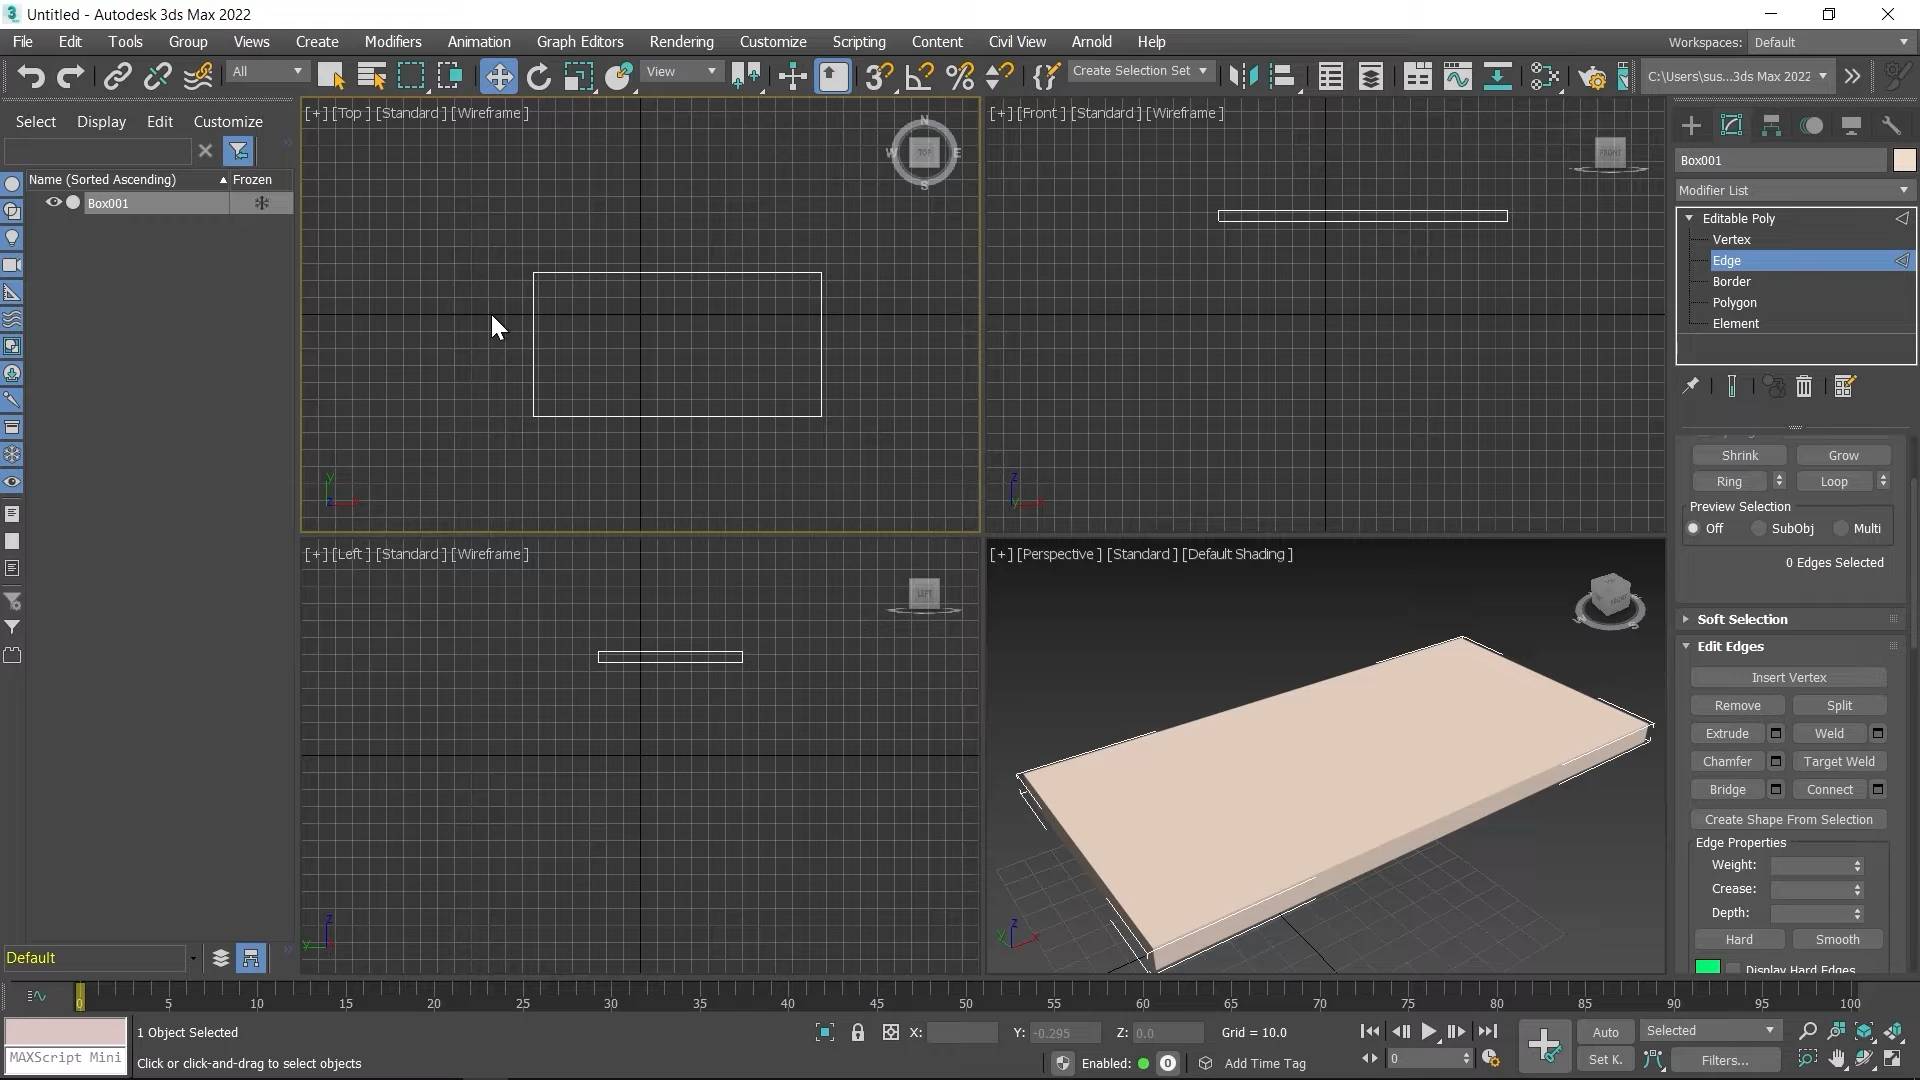 Untitled - Autodesk 3ds Max 2022
File Edit Tools Group Views Create Modifiers Animation Graph Editors Rendering Customize Scripting Content Civil View Arnold Help Workspaces: Default
All View Create Selection Set C:\Users\sus...3ds Max 2022
Select Display Edit Customize
Name (Sorted Ascending) Frozen
Box001
Default
[+] [Top ] [Standard ] [Wireframe ]
N
W TOP E
S
[+] [Front ] [Standard ] [Wireframe ]
FRONT
y
z x
z
y x
[+] [Left ] [Standard ] [Wireframe ]
LEFT
z
y
[+] [Perspective ] [Standard ] [Default Shading ]
z
y x
Box001
Modifier List
Editable Poly
Vertex
Edge
Border
Polygon
Element
Shrink Grow
Ring Loop
Preview Selection
Off SubObj Multi
0 Edges Selected
Soft Selection
Edit Edges
Insert Vertex
Remove Split
Extrude Weld
Chamfer Target Weld
Bridge Connect
Create Shape From Selection
Edge Properties
Weight:
Crease:
Depth:
Hard Smooth
Display Hard Edges
0 5 10 15 20 25 30 35 40 45 50 55 60 65 70 75 80 85 90 95 100
MAXScript Mini
1 Object Selected
Click or click-and-drag to select objects
X: Y: -0.295 Z: 0.0 Grid = 10.0
Enabled: 0 Add Time Tag
0
Auto Selected
Set K. Filters...